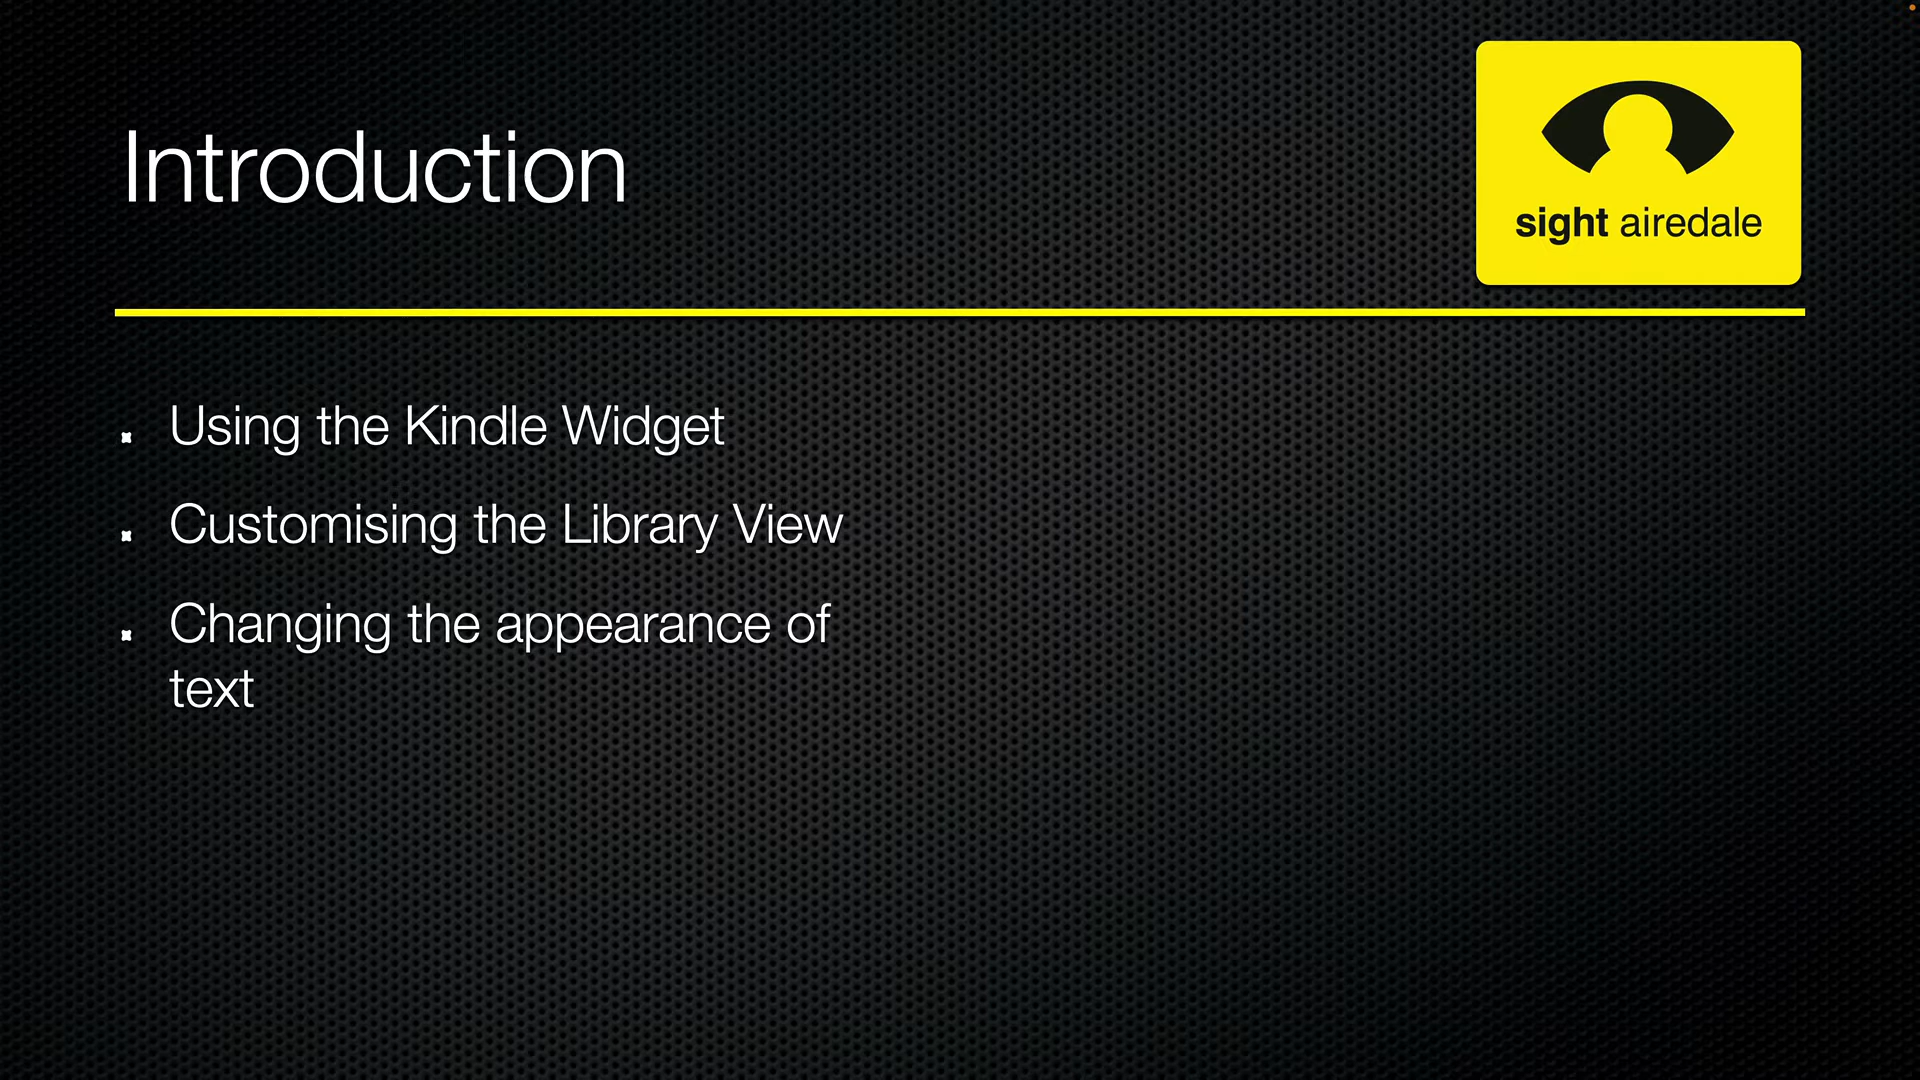 Introduction
sight airedale
Using the Kindle Widget
Customising the Library View
Changing the appearance of
text